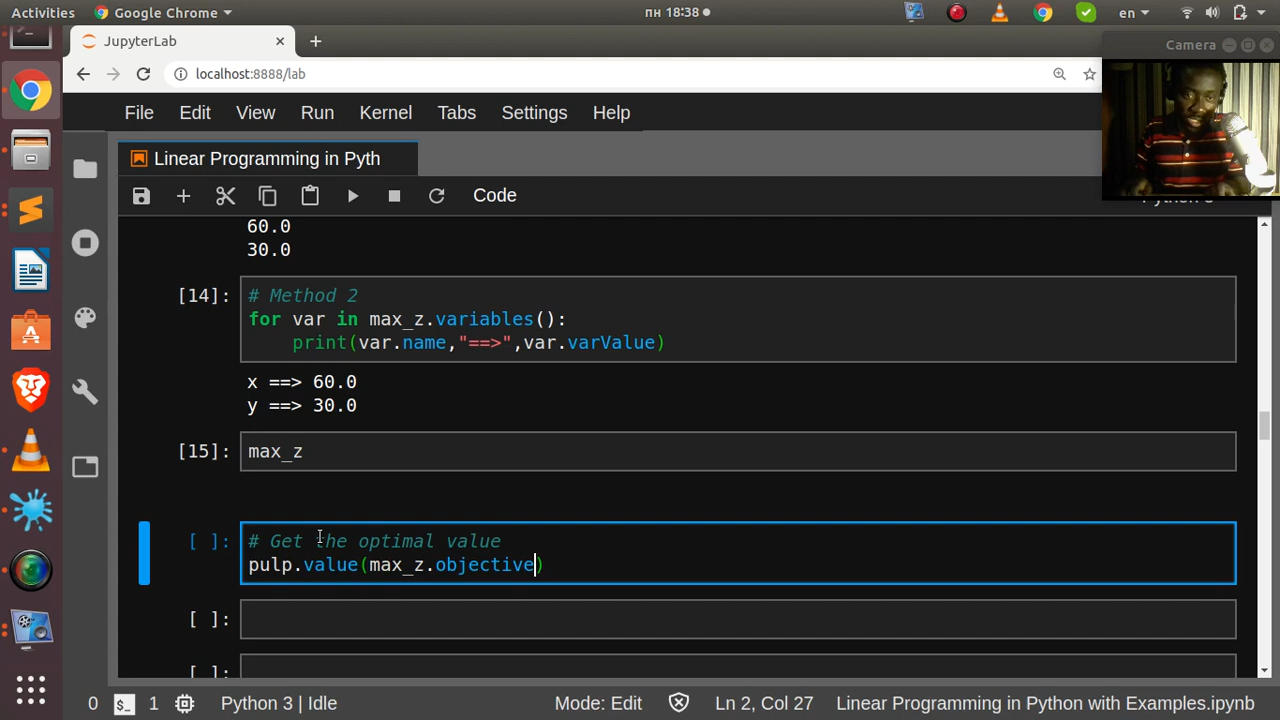 Activities Google Chrome пн 18:38 en
Camera
JupyterLab
localhost:8888/lab
File Edit View Run Kernel Tabs Settings Help
Linear Programming in Pyth
Code
60.0
30.0
[14]: # Method 2
for var in max_z.variables():
print(var.name,"==>",var.varValue)
x ==> 60.0
y ==> 30.0
[15]: max_z
[ ]: # Get the optimal value
pulp.value(max_z.objective)
[ ]:
[ ]:
0 $_ 1 Python 3 | Idle Mode: Edit Ln 2, Col 27 Linear Programming in Python with Examples.ipynb